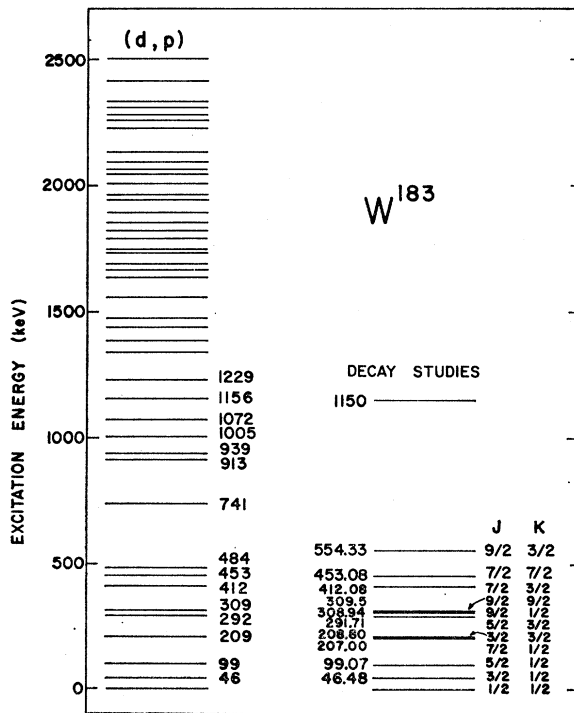 (d,p)
2500
2000
1500
1000
500
0
EXCITATION ENERGY (keV)
1229
1156
1072
1005
939
913
741
484
453
412
309
292
209
99
46
W183
DECAY STUDIES
1150
J K
554.33 9/2 3/2
453.08 7/2 7/2
412.08 7/2 3/2
309.5 9/2 9/2
308.94 9/2 1/2
291.71 5/2 3/2
208.80 3/2 3/2
207.00 7/2 1/2
99.07 5/2 1/2
46.48 3/2 1/2
1/2 1/2